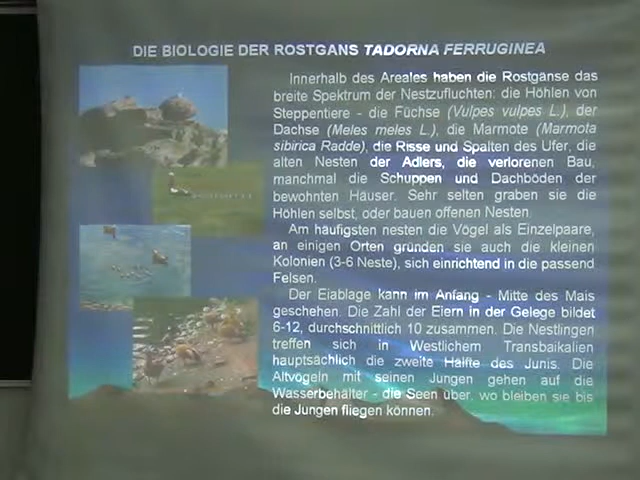 DIE BIOLOGIE DER ROSTGANS TADORNA FERRUGINEA
Innerhalb des Areales haben die Rostgänse das
breite Spektrum der Nestzufluchten: die Höhlen von
Steppentiere - die Füchse (Vulpes vulpes L.), der
Dachse (Meles meles L.), die Marmote (Marmota
sibirica Radde), die Risse und Spalten des Ufer, die
alten Nesten der Adlers, die verlorenen Bau,
manchmal die Schuppen und Dachböden der
bewohnten Häuser. Sehr selten graben sie die
Höhlen selbst, oder bauen offenen Nesten.
Am häufigsten nesten die Vögel als Einzelpaare,
an einigen Orten gründen sie auch die kleinen
Kolonien (3-6 Neste), sich einrichtend in die passend
Felsen.
Der Eiablage kann im Anfang - Mitte des Mais
geschehen. Die Zahl der Eiern in der Gelege bildet
6-12, durchschnittlich 10 zusammen. Die Nestlingen
treffen sich in Westlichem Transbaikalien
hauptsächlich die zweite Hälfte des Junis. Die
Altvögeln mit seinen Jungen gehen auf die
Wasserbehälter - die Seen über, wo bleiben sie bis
die Jungen fliegen können.